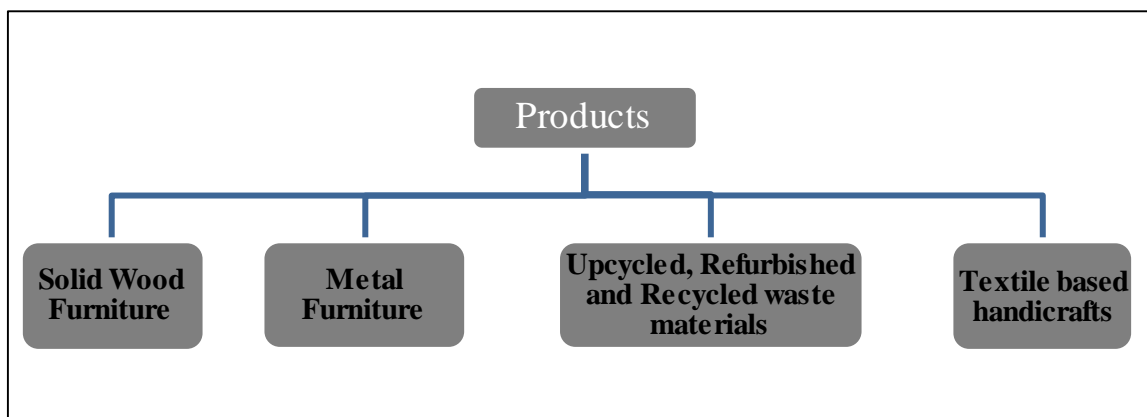 Products
Solid Wood
Furniture
Metal
Furniture
Upcycled, Refurbished
and Recycled waste
materials
Textile based
handicrafts